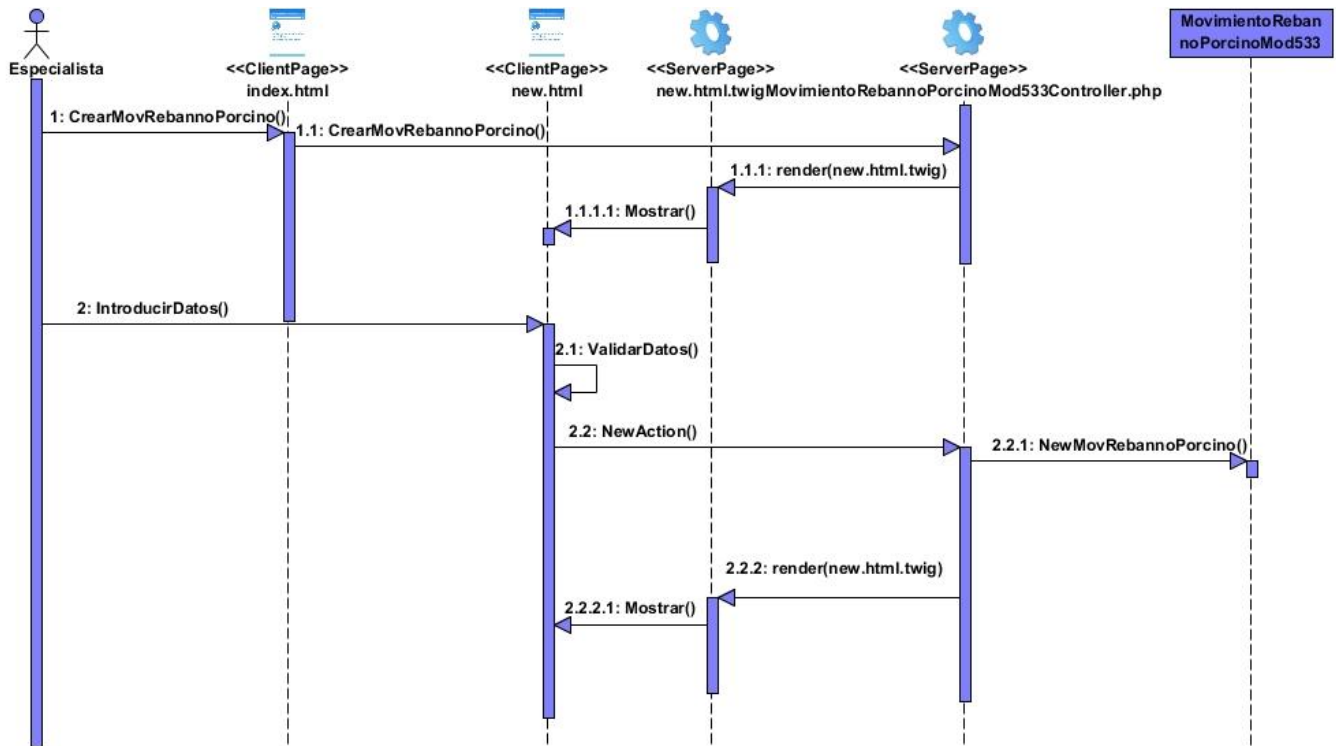 MovimientoReban
noPorcinoMod533
Especialista
<<ClientPage>>
index.html
<<ClientPage>>
new.html
<<ServerPage>>
new.html.twig
<<ServerPage>>
MovimientoRebannoPorcinoMod533Controller.php
1: CrearMovRebannoPorcino()
1.1: CrearMovRebannoPorcino()
1.1.1: render(new.html.twig)
1.1.1.1: Mostrar()
2: IntroducirDatos()
2.1: ValidarDatos()
2.2: NewAction()
2.2.1: NewMovRebannoPorcino()
2.2.2: render(new.html.twig)
2.2.2.1: Mostrar()